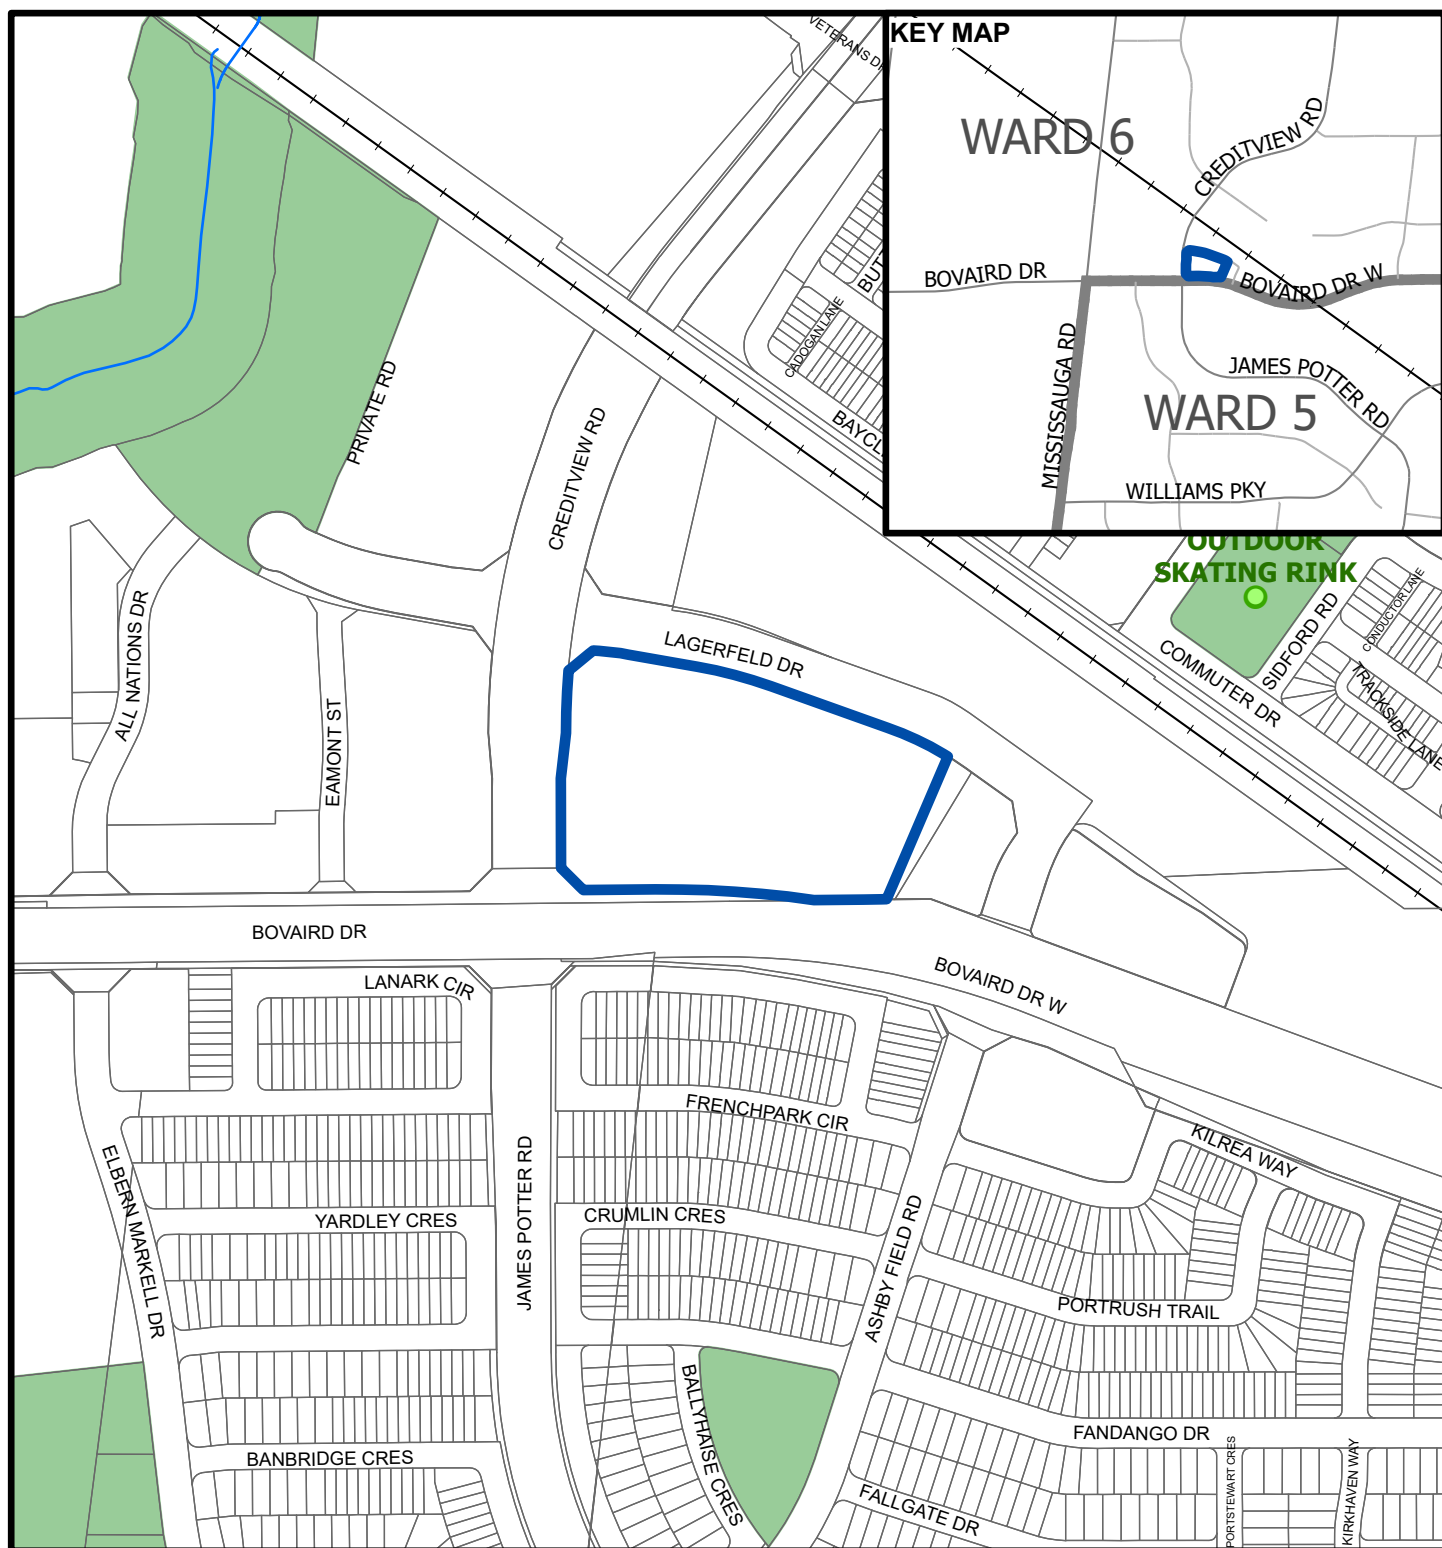 KEY MAP
WARD 6
CREDITVIEW RD
BOVAIRD DR
BOVAIRD DR W
MISSISSAUGA RD
JAMES POTTER RD
WARD 5
WILLIAMS PKY
VETERANS DR
CADOGAN LANE
PRIVATE RD
CREDITVIEW RD
OUTDOOR
SKATING RINK
CONDUCTOR LANE
SIDFORD RD
COMMUTER DR
TRACKSIDE LANE
LAGERFELD DR
ALL NATIONS DR
EAMONT ST
BOVAIRD DR
BOVAIRD DR W
LANARK CIR
FRENCHPARK CIR
KILREA WAY
ELBERN MARKELL DR
JAMES POTTER RD
YARDLEY CRES
CRUMLIN CRES
ASHBY FIELD RD
PORTRUSH TRAIL
BALLYHAISE CRES
BANBRIDGE CRES
FANDANGO DR
FALLGATE DR
PORTSTEWART CRES
KIRKHAVEN WAY